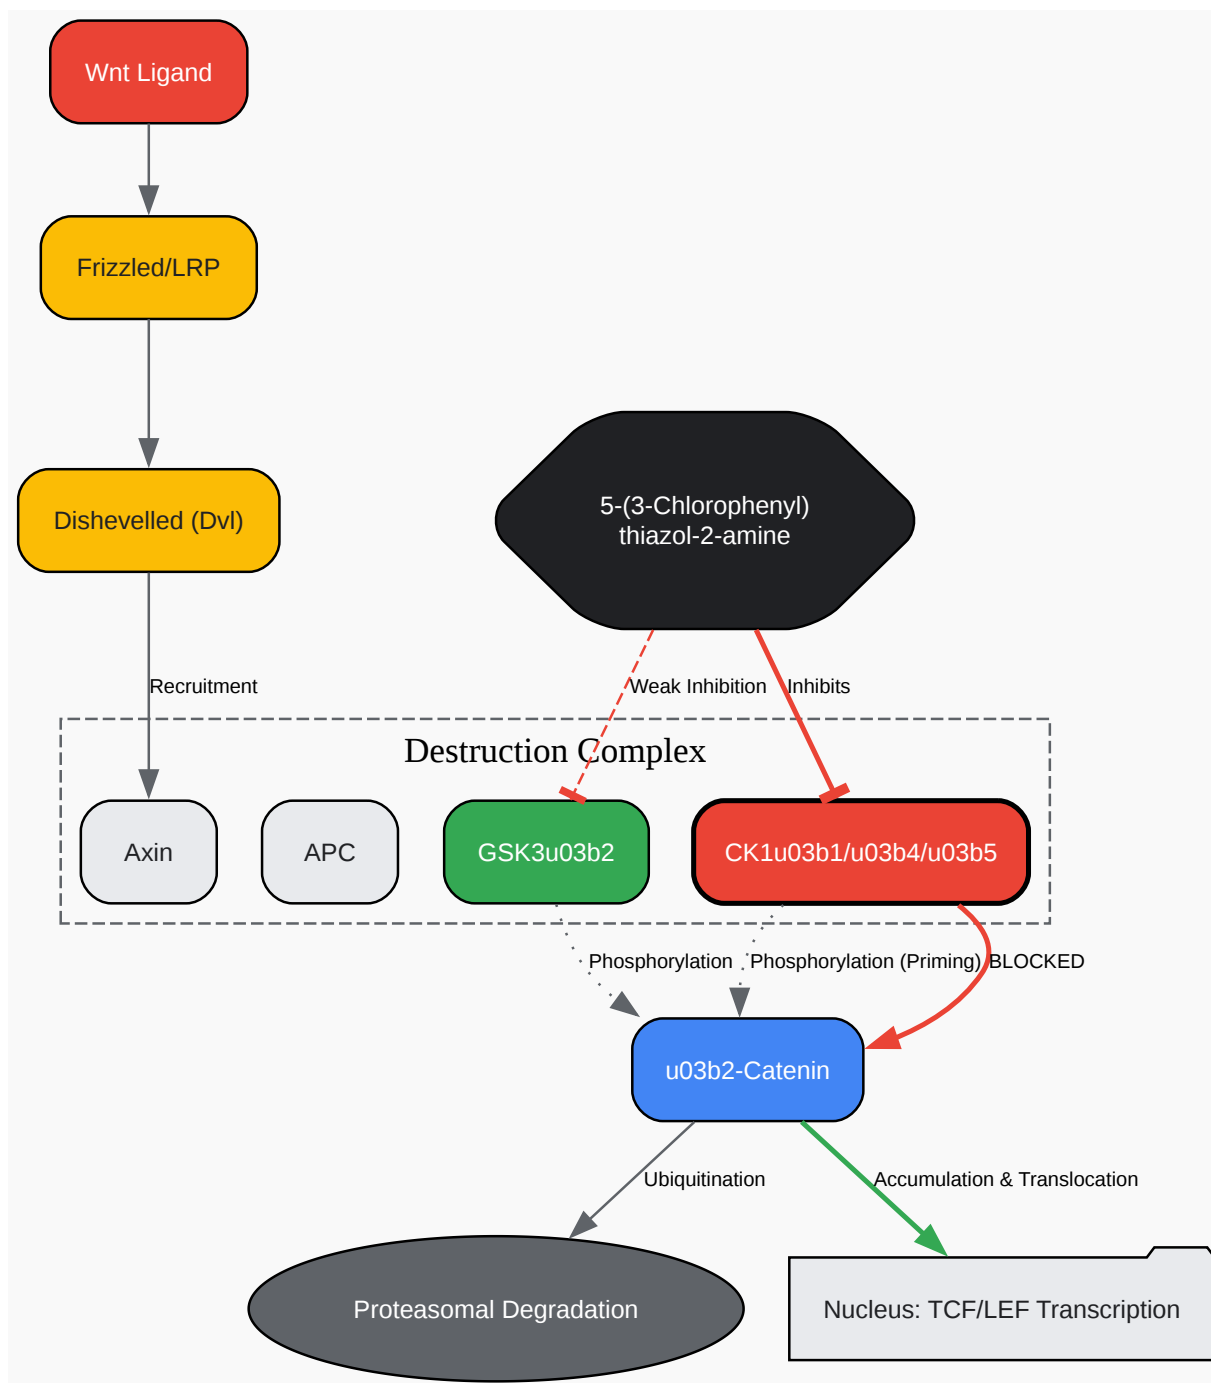 Wnt Ligand
Frizzled/LRP
Dishevelled (Dvl)
5-(3-Chlorophenyl)
thiazol-2-amine
Recruitment
Weak Inhibition
Inhibits
Destruction Complex
Axin
APC
GSK3u03b2
CK1u03b1/u03b4/u03b5
Phosphorylation
Phosphorylation (Priming)
BLOCKED
u03b2-Catenin
Ubiquitination
Accumulation & Translocation
Proteasomal Degradation
Nucleus: TCF/LEF Transcription